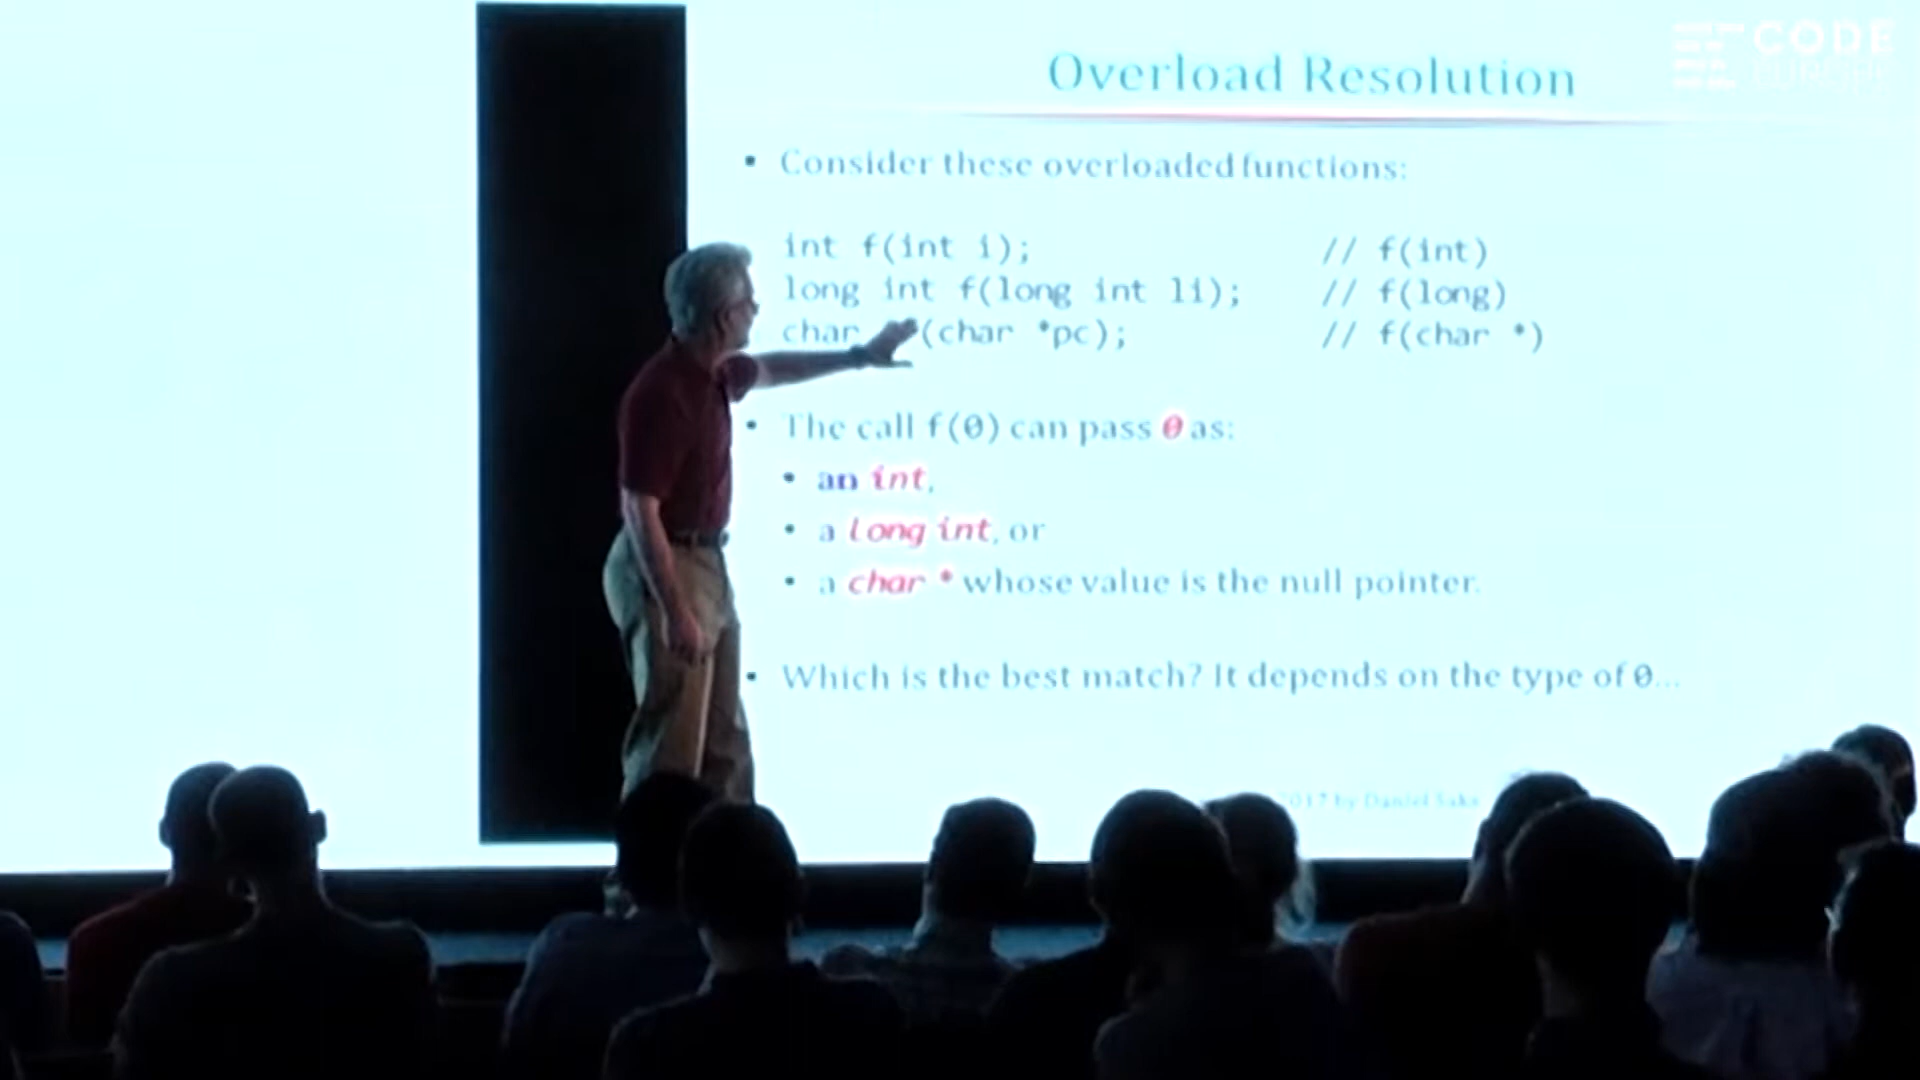 CODE
EUROPE
Overload Resolution
• Consider these overloaded functions:
int f(int i); // f(int)
long int f(long int li); // f(long)
char (char *pc); // f(char *)
• The call f(0) can pass 0 as:
• an int,
• a long int, or
• a char * whose value is the null pointer.
• Which is the best match? It depends on the type of 0...
2017 by Daniel Saks